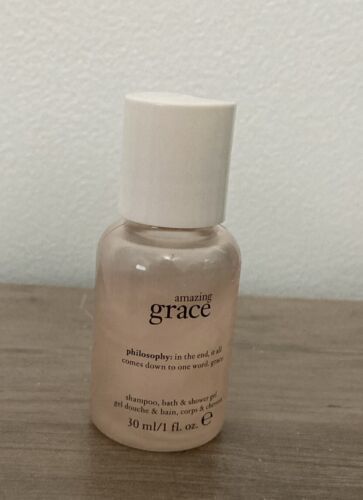 amazing
grace
philosophy: in the end, it all
comes down to one word. grace
shampoo, bath & shower gel
gel douche & bain, corps & cheveux
30 ml/1 fl. oz. ℮